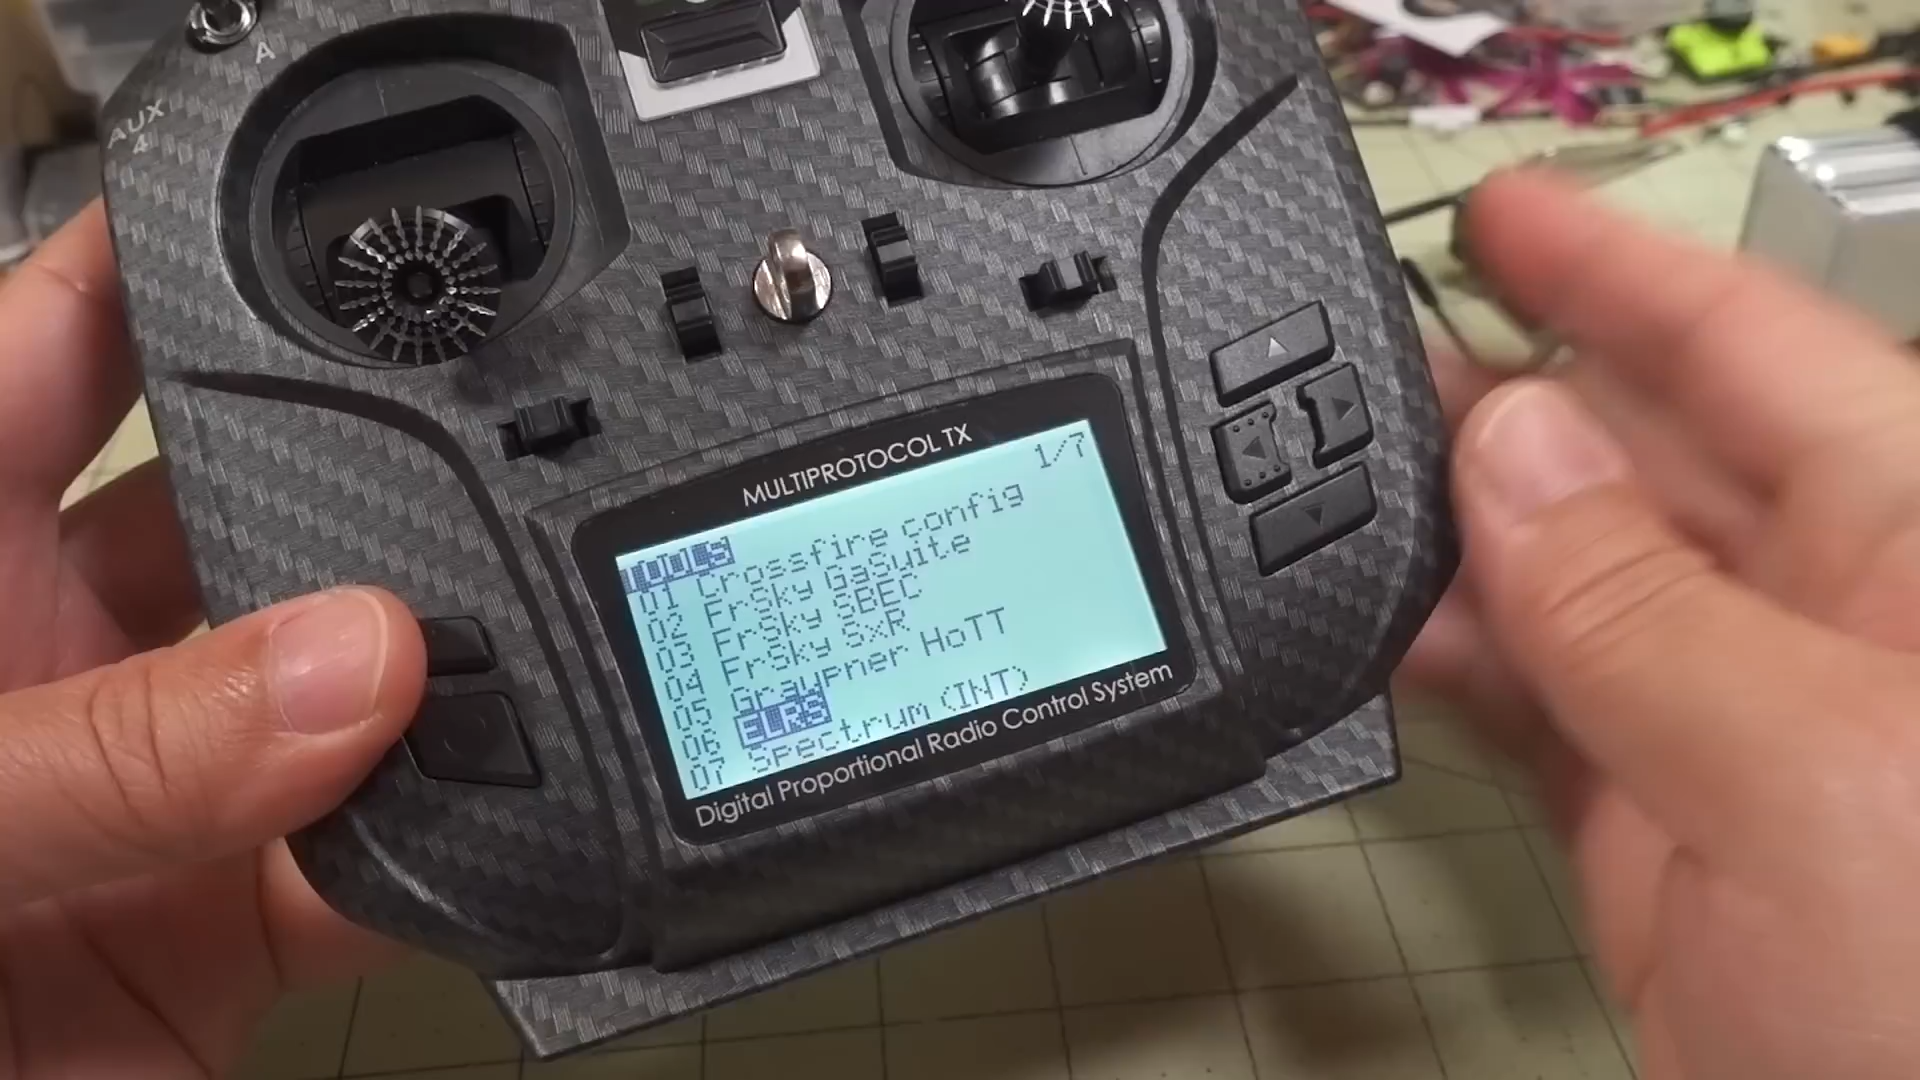 A
AUX
4
MULTIPROTOCOL TX
TOOLS 1/7
01 Crossfire config
02 FrSky GaSuite
03 FrSky SBEC
04 FrSky SxR
05 Graupner HoTT
06 ELRS
07 Spectrum (INT)
Digital Proportional Radio Control System